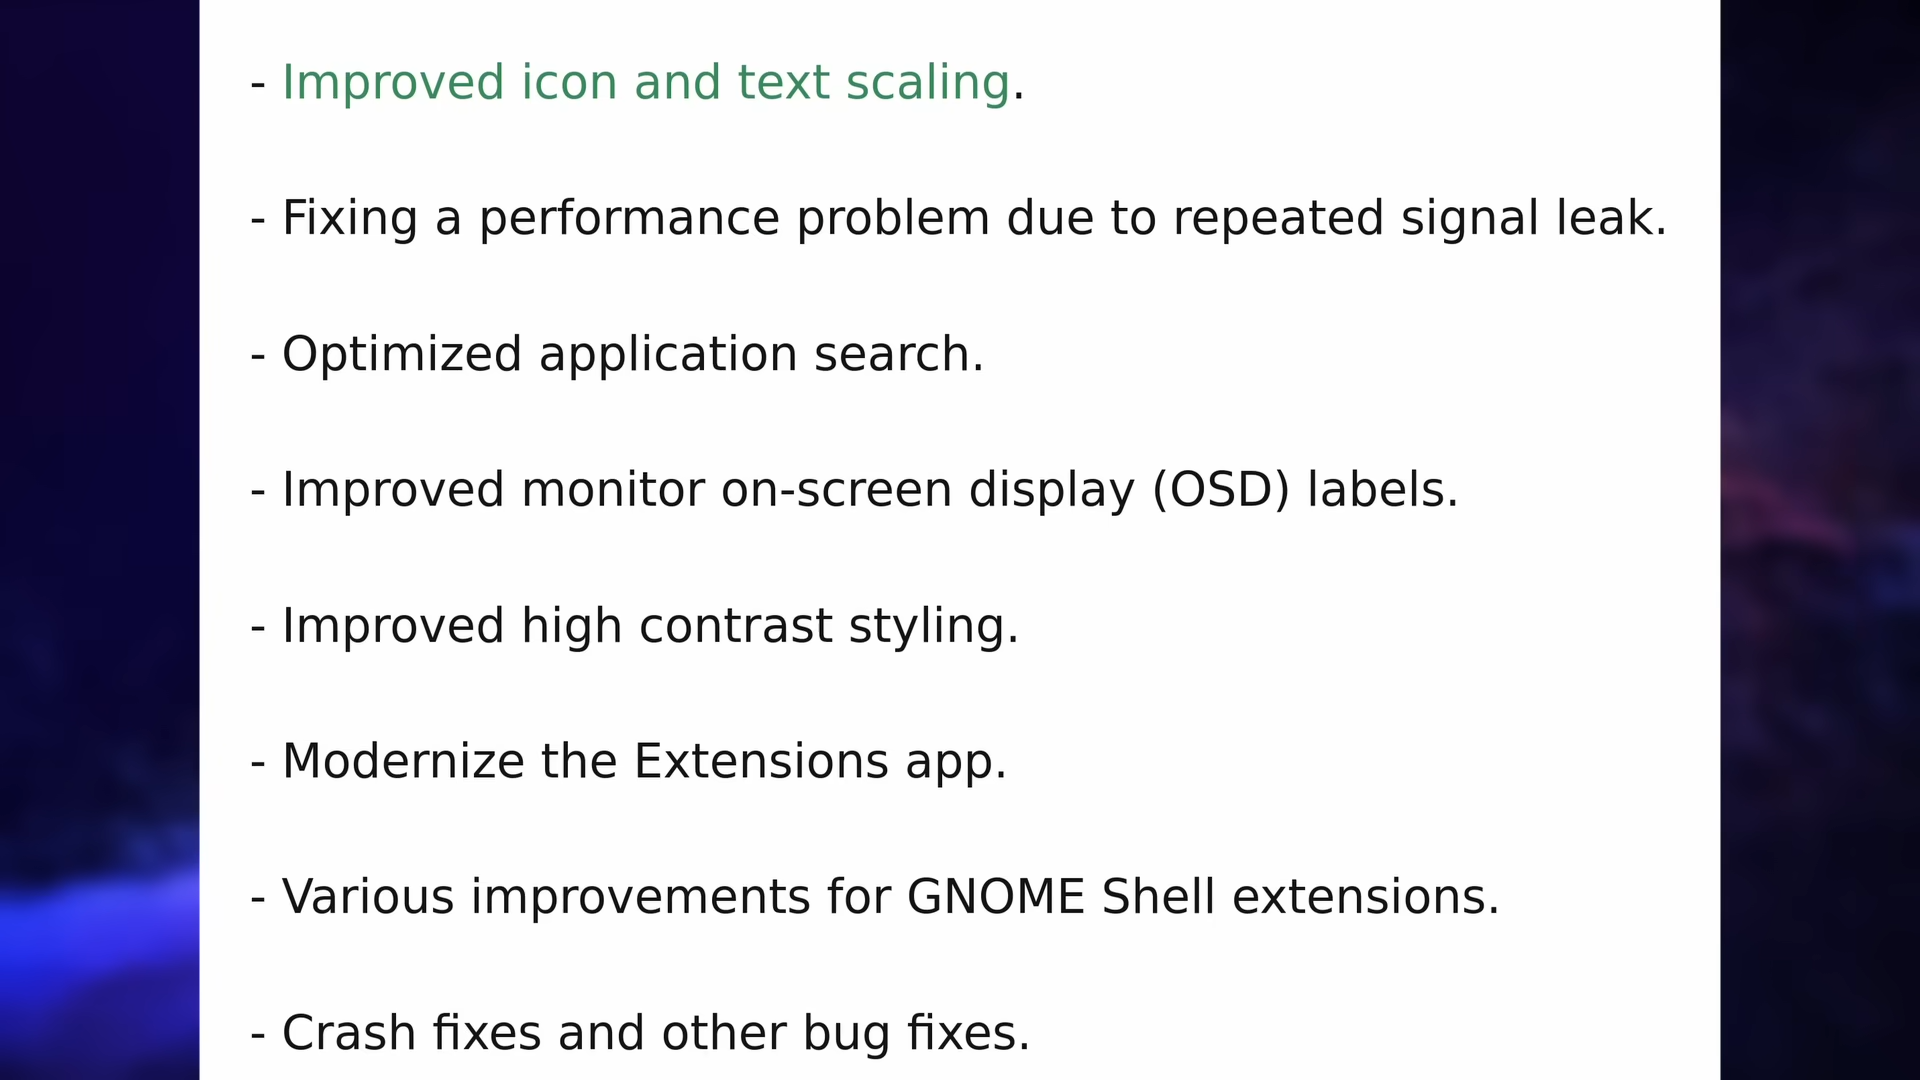 - Improved icon and text scaling.
- Fixing a performance problem due to repeated signal leak.
- Optimized application search.
- Improved monitor on-screen display (OSD) labels.
- Improved high contrast styling.
- Modernize the Extensions app.
- Various improvements for GNOME Shell extensions.
- Crash fixes and other bug fixes.